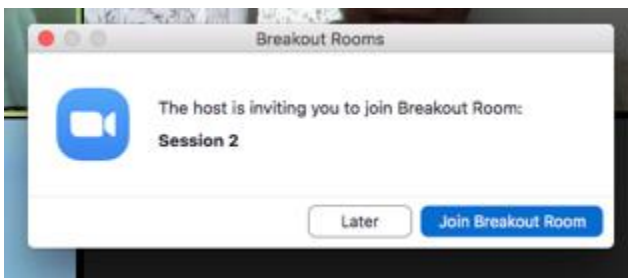 Breakout Rooms
The host is inviting you to join Breakout Room:
Session 2
Later
Join Breakout Room